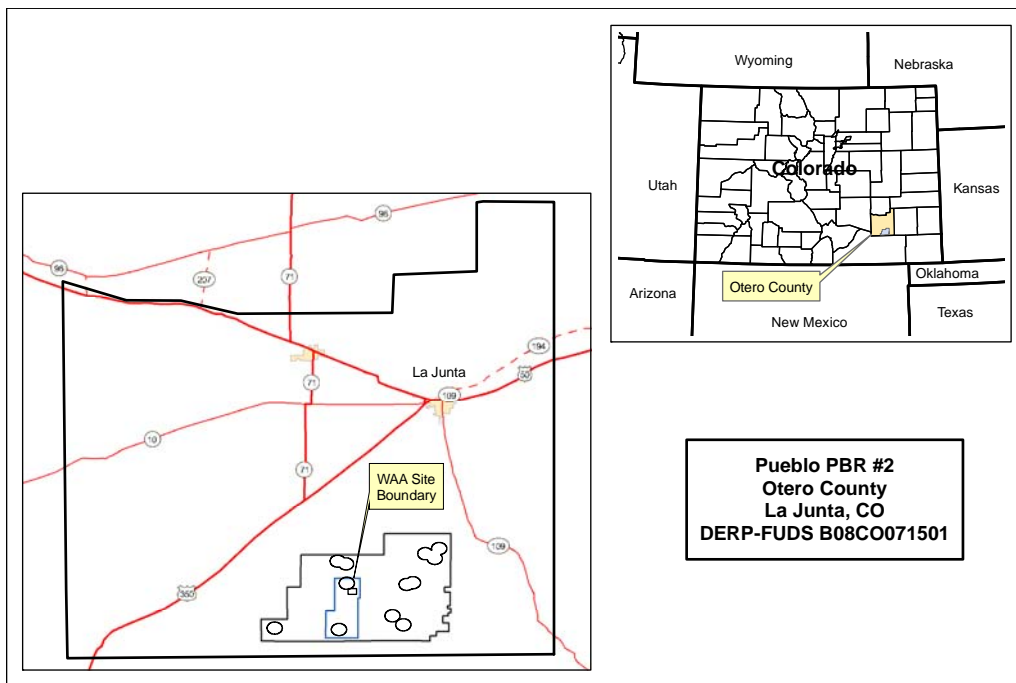 Wyoming
Nebraska
Colorado
Utah
Kansas
Otero County
Oklahoma
Arizona
New Mexico
Texas
96
96
207
71
194
La Junta
50
109
71
10
71
WAA Site
Boundary
109
350
Pueblo PBR #2
Otero County
La Junta, CO
DERP-FUDS B08CO071501